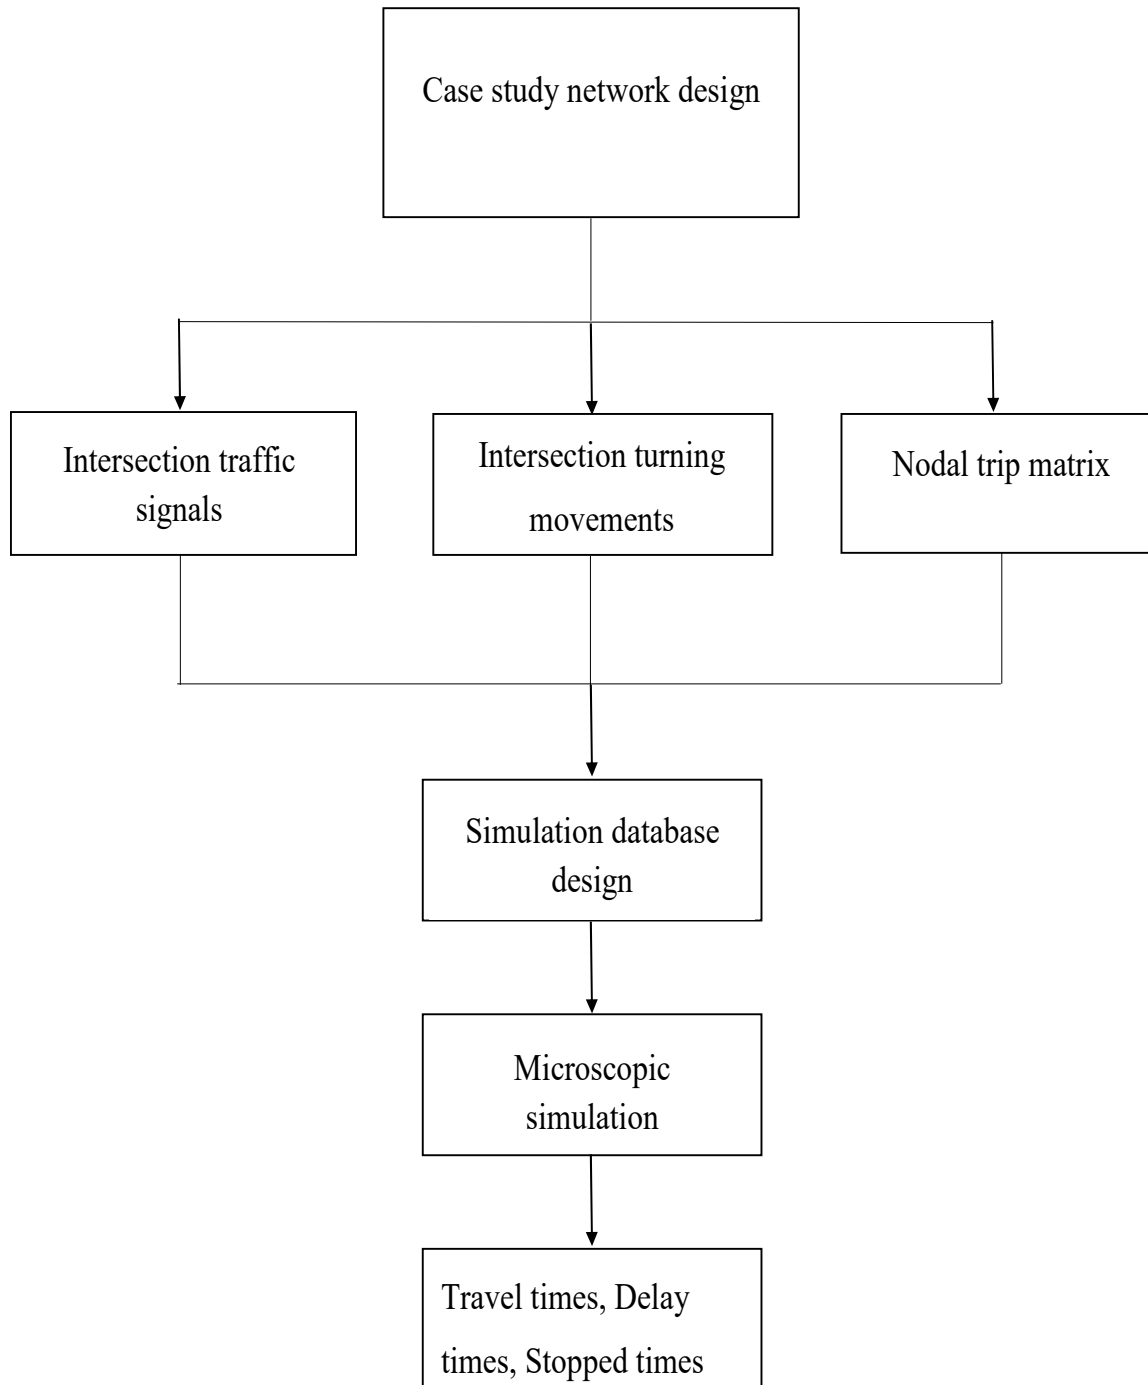 Case study network design
Intersection traffic
signals
Intersection turning
movements
Nodal trip matrix
Simulation database
design
Microscopic
simulation
Travel times, Delay
times, Stopped times